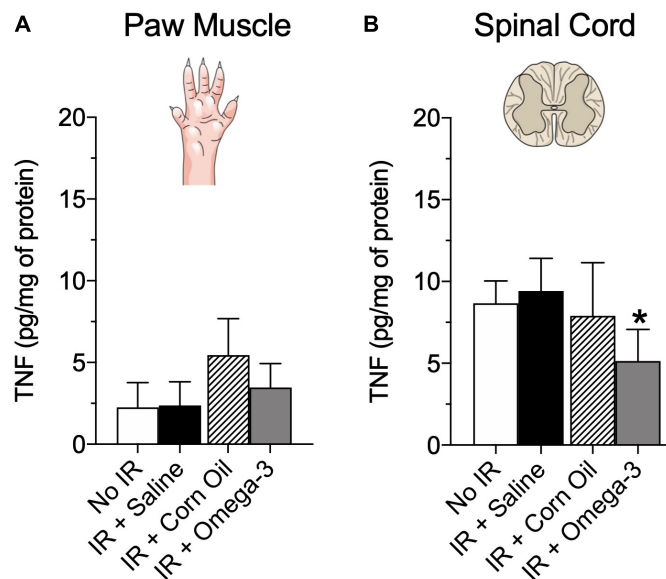 A Paw Muscle
TNF (pg/mg of protein)
20
15
10
5
0
No IR
IR + Saline
IR + Corn Oil
IR + Omega-3
B Spinal Cord
TNF (pg/mg of protein)
20
15
10
5
0
*
No IR
IR + Saline
IR + Corn Oil
IR + Omega-3